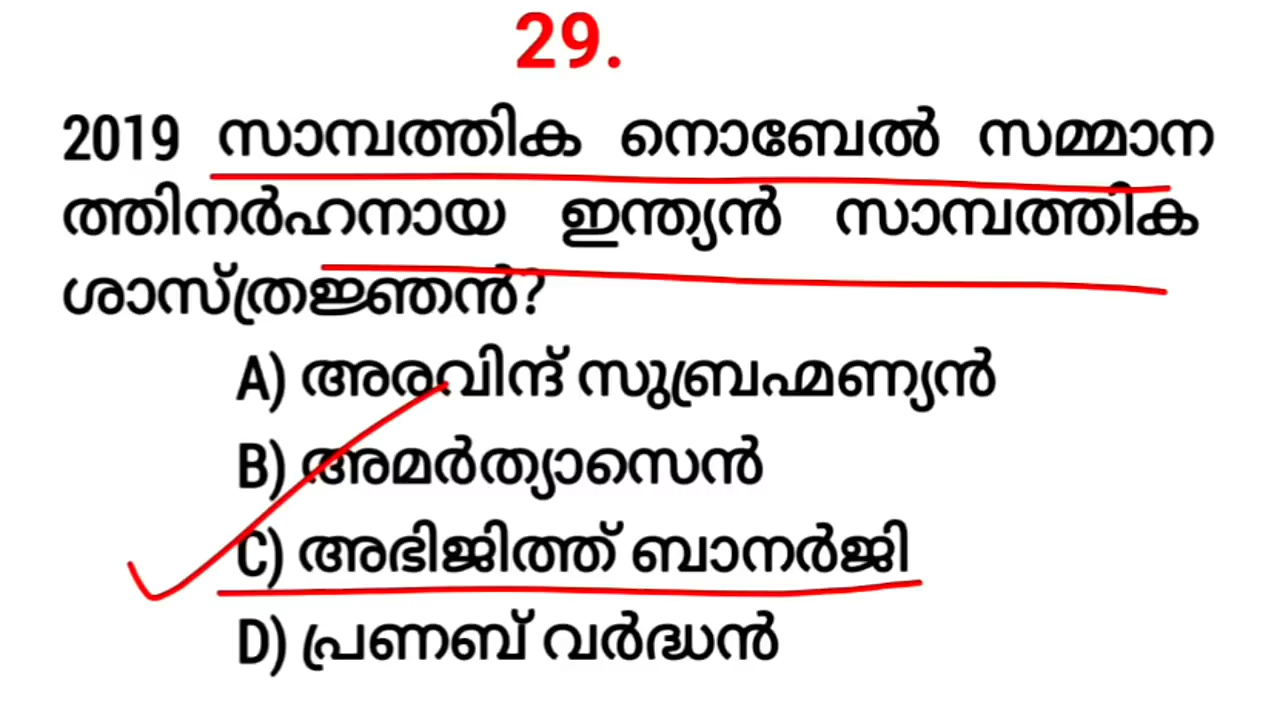 29.
2019 സാമ്പത്തിക നൊബേൽ സമ്മാന
ത്തിനർഹനായ ഇന്ത്യൻ സാമ്പത്തിക
ശാസ്ത്രജ്ഞൻ?
A) അരവിന്ദ് സുബ്രഹ്മണ്യൻ
B) അമർത്യാസെൻ
C) അഭിജിത്ത് ബാനർജി
D) പ്രണബ് വർദ്ധൻ